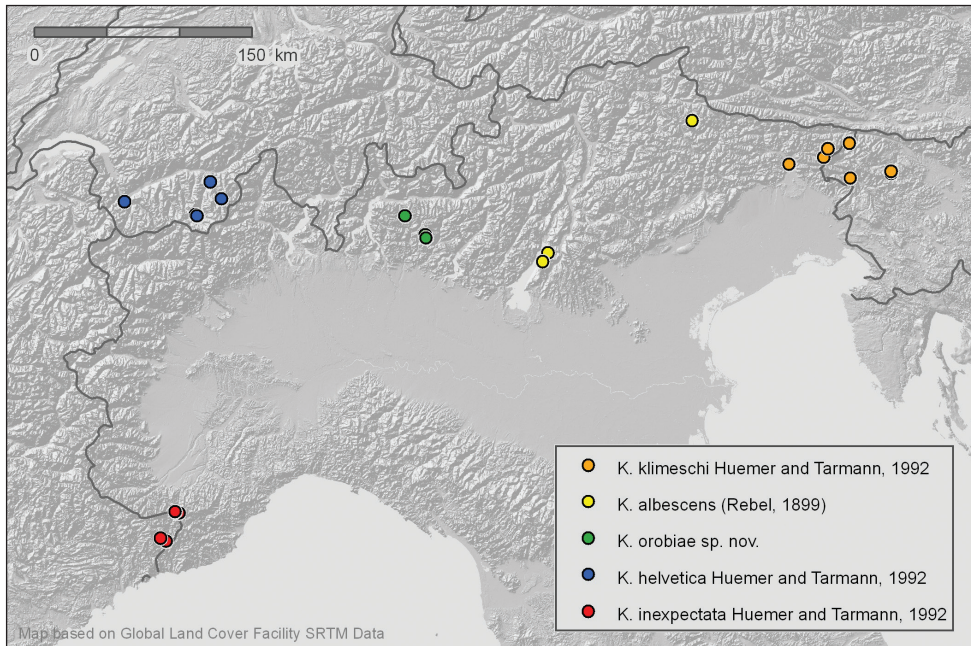 0 150 km
K. klimeschi Huemer and Tarmann, 1992
K. albescens (Rebel, 1899)
K. orobiae sp. nov.
K. helvetica Huemer and Tarmann, 1992
K. inexpectata Huemer and Tarmann, 1992
Map based on Global Land Cover Facility SRTM Data